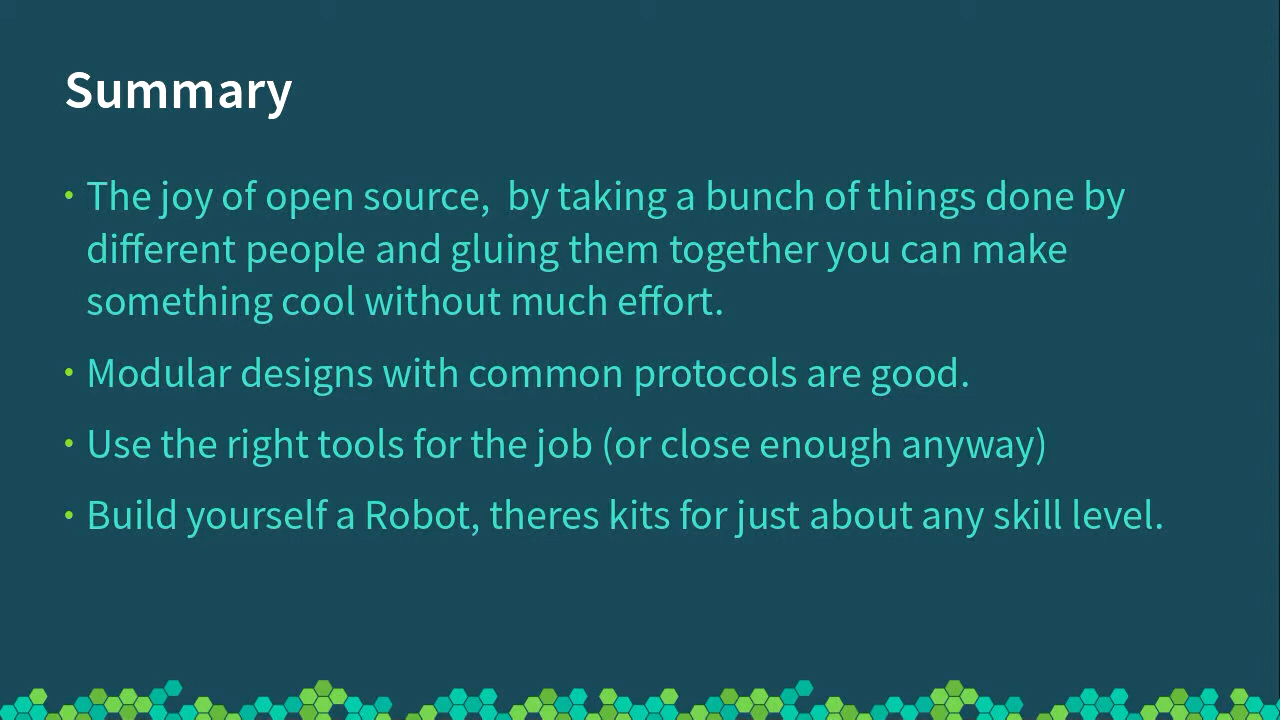 Summary
• The joy of open source,  by taking a bunch of things done by
different people and gluing them together you can make
something cool without much effort.
• Modular designs with common protocols are good.
• Use the right tools for the job (or close enough anyway)
• Build yourself a Robot, theres kits for just about any skill level.